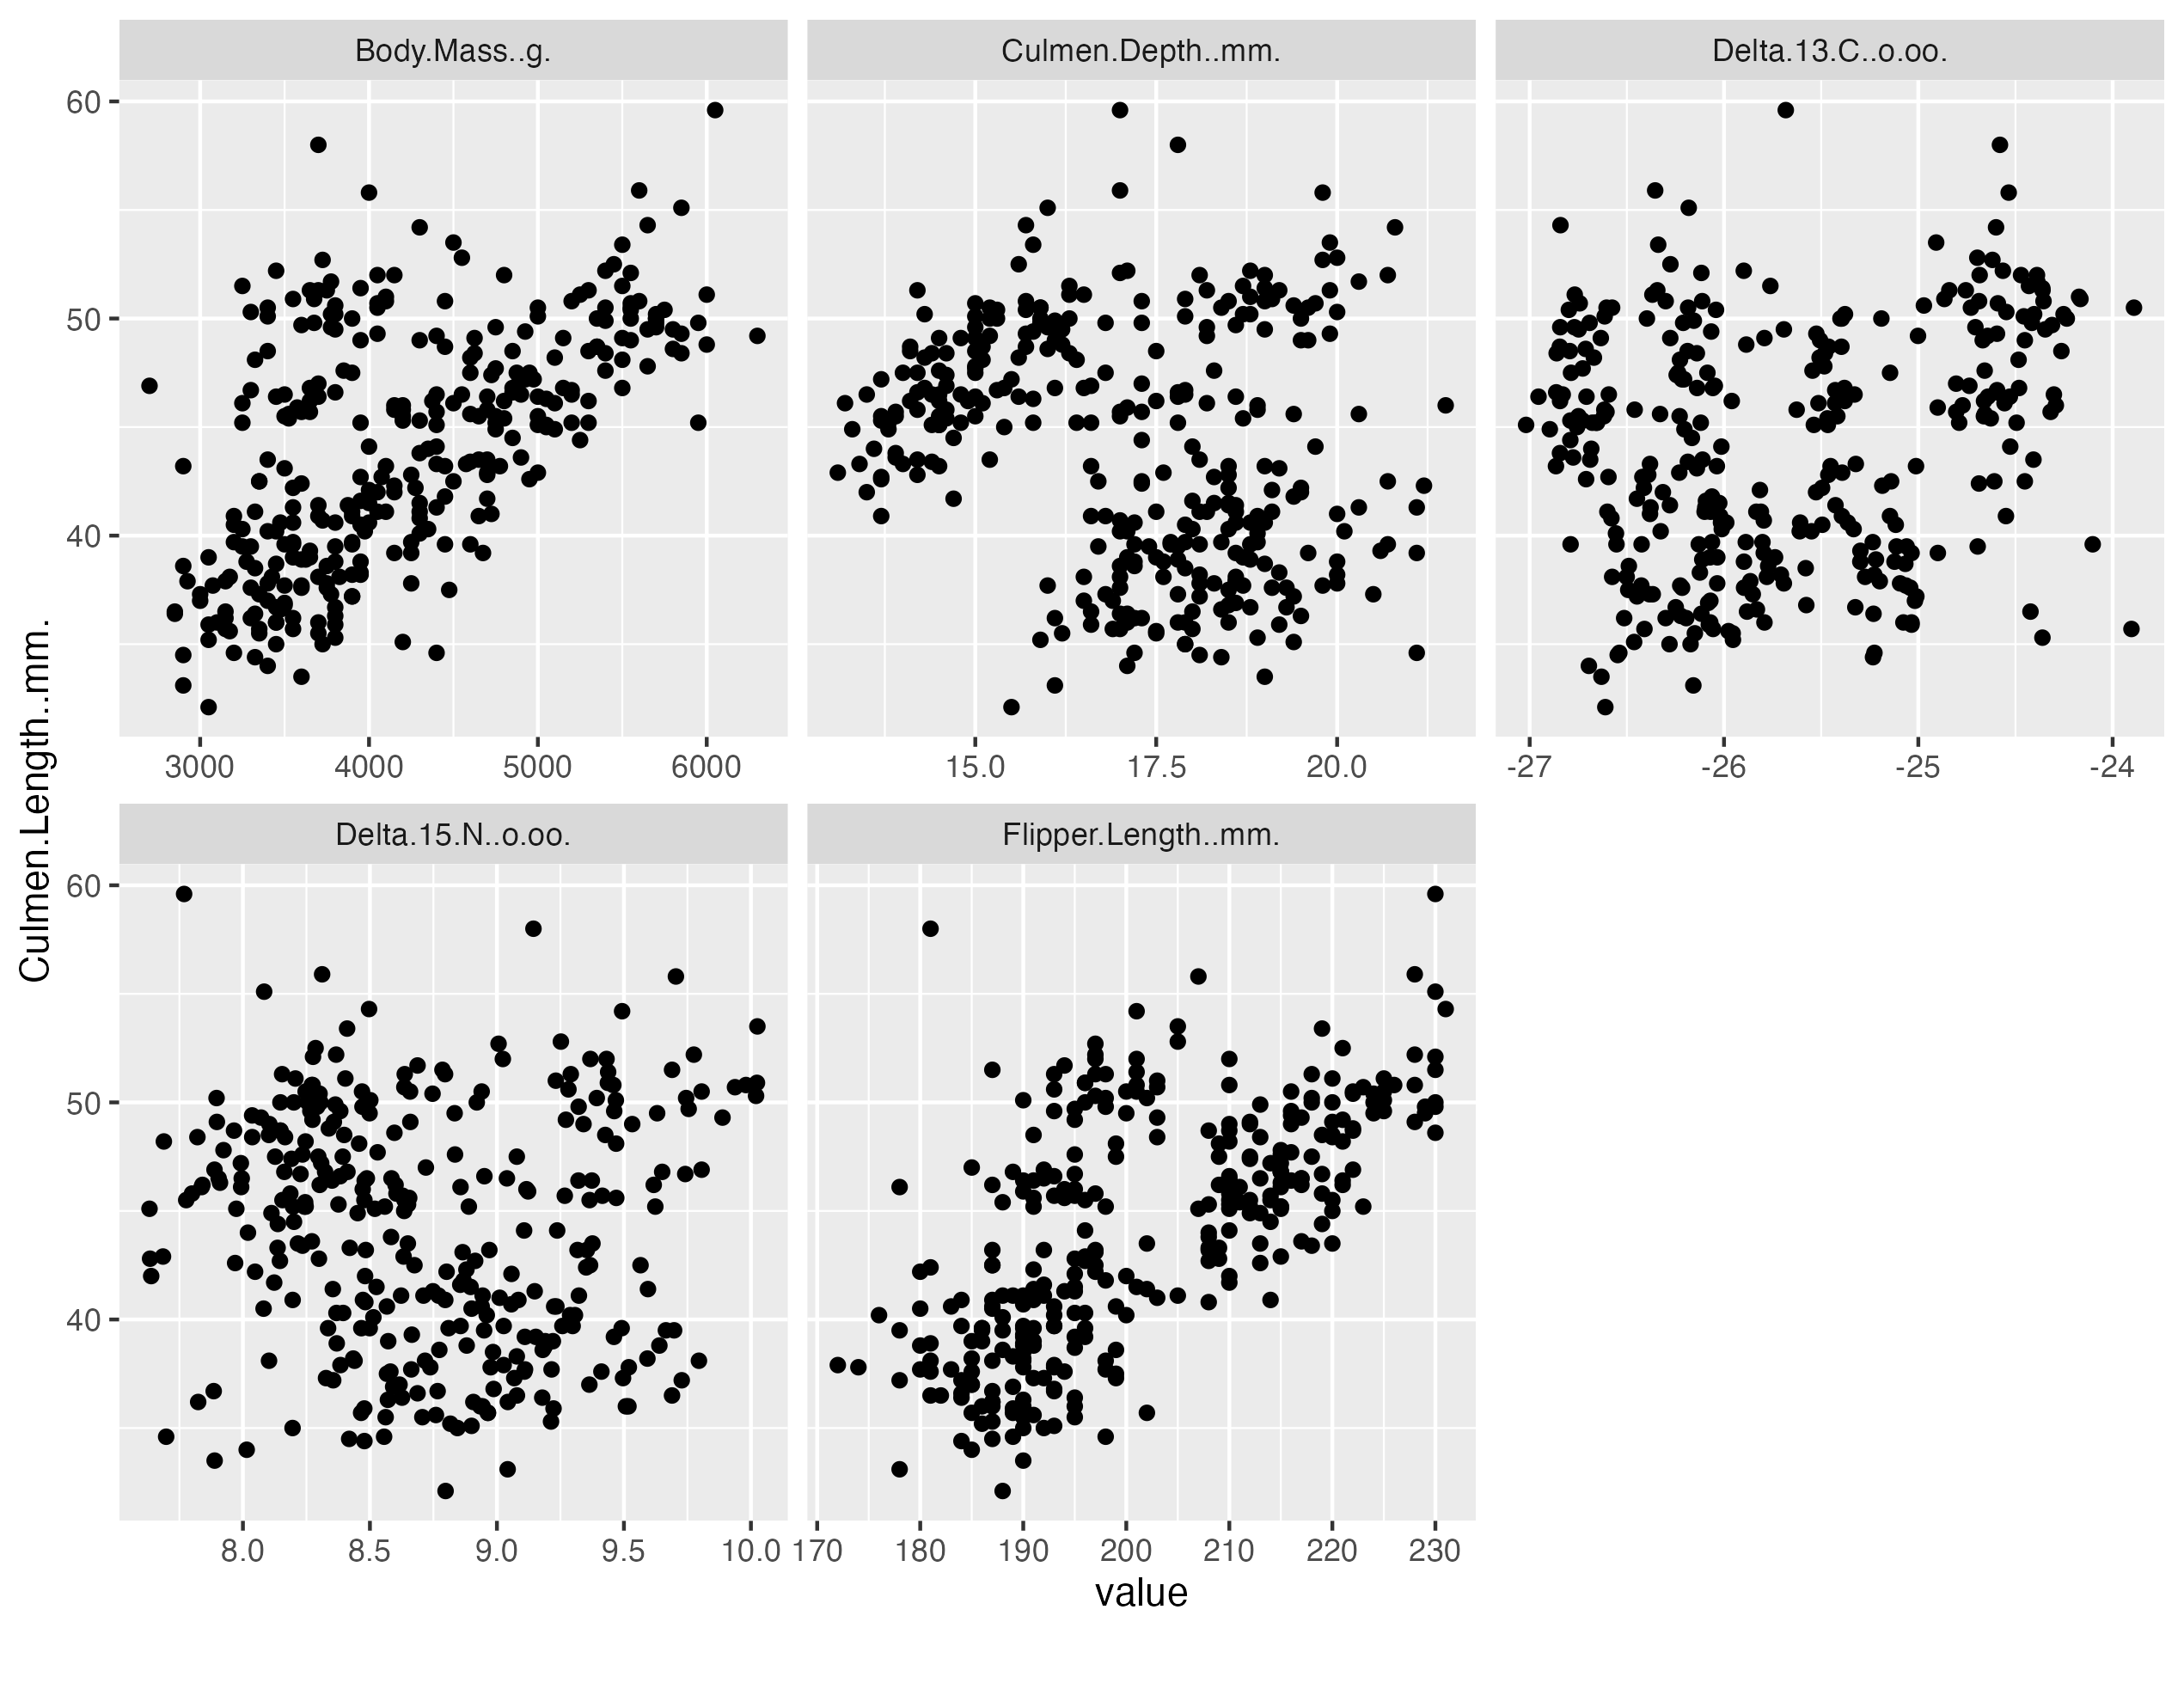 Body.Mass..g.
Culmen.Depth..mm.
Delta.13.C..o.oo.
60
50
40
3000 4000 5000 6000
15.0 17.5 20.0
-27 -26 -25 -24
Culmen.Length..mm.
Delta.15.N..o.oo.
Flipper.Length..mm.
60
50
40
8.0 8.5 9.0 9.5 10.0
170 180 190 200 210 220 230
value